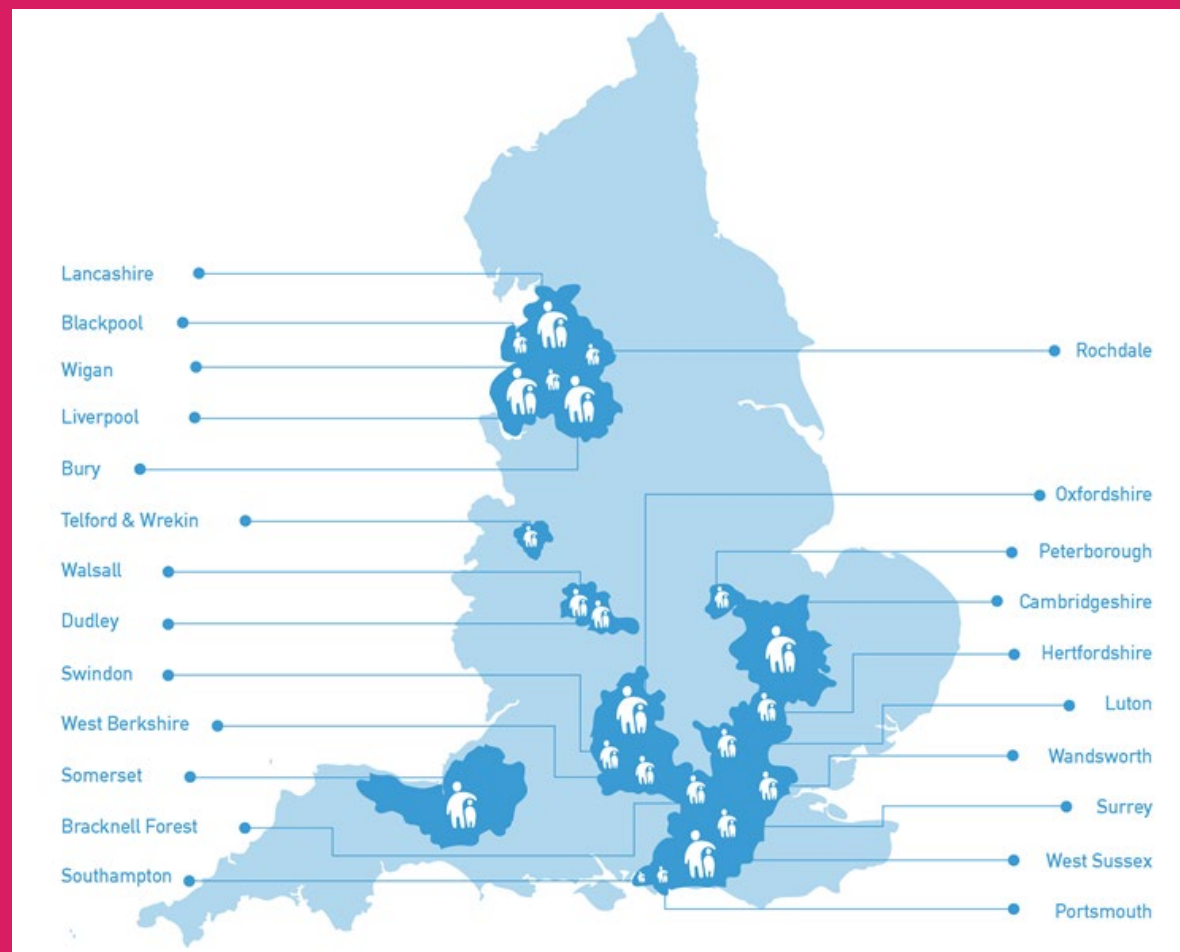 Lancashire
Blackpool
Wigan
Liverpool
Bury
Telford & Wrekin
Walsall
Dudley
Swindon
West Berkshire
Somerset
Bracknell Forest
Southampton
Rochdale
Oxfordshire
Peterborough
Cambridgeshire
Hertfordshire
Luton
Wandsworth
Surrey
West Sussex
Portsmouth